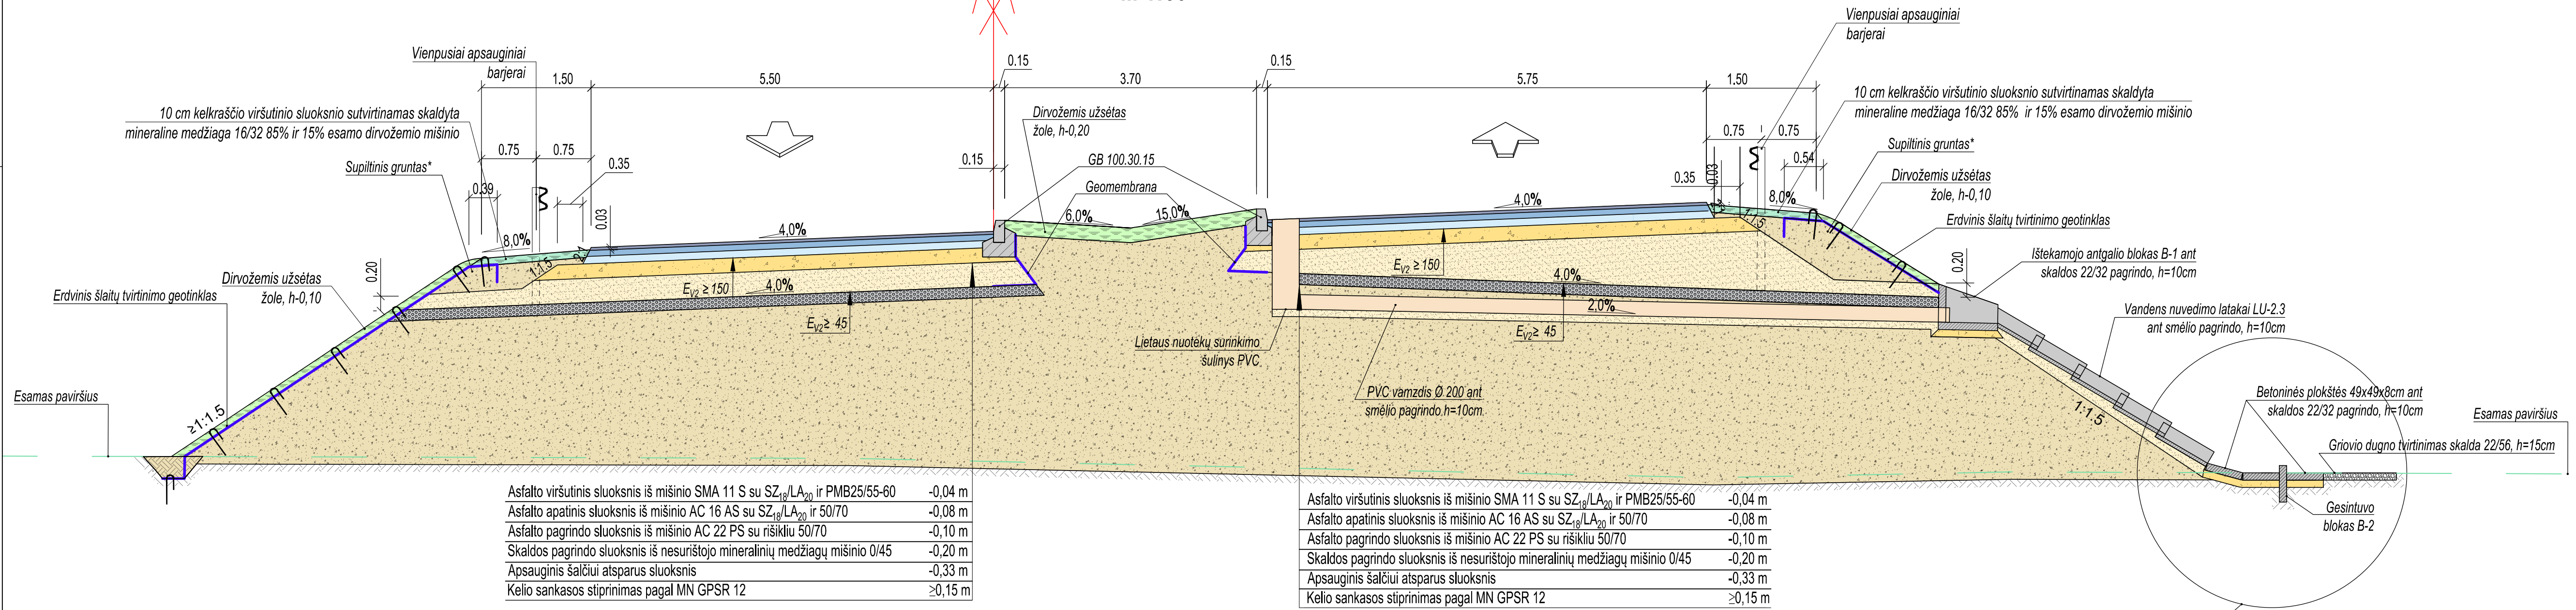 Vienpusiai apsauginiai
barjerai
Vienpusiai apsauginiai
barjerai
1.50
5.50
0.15
3.70
0.15
5.75
1.50
10 cm kelkraščio viršutinio sluoksnio sutvirtinamas skaldyta
mineraline medžiaga 16/32 85% ir 15% esamo dirvožemio mišinio
Dirvožemis užsėtas
žole, h-0,20
10 cm kelkraščio viršutinio sluoksnio sutvirtinamas skaldyta
mineraline medžiaga 16/32 85% ir 15% esamo dirvožemio mišinio
0.75
0.75
0.35
0.15
GB 100.30.15
0.75
0.75
0.54
Supiltinis gruntas*
Supiltinis gruntas*
0.39
0.03
Geomembrana
0.35
0.03
Dirvožemis užsėtas
žole, h-0,10
8,0%
4,0%
6,0%
15,0%
4,0%
8,0%
Erdvinis šlaitų tvirtinimo geotinklas
1:1.5
1:1.5
0.20
Dirvožemis užsėtas
žole, h-0,10
Erdvinis šlaitų tvirtinimo geotinklas
EV2 ≥ 150
4,0%
EV2 ≥ 45
EV2 ≥ 150
4.0%
2.0%
EV2 ≥ 45
0.20
Ištekamojo antgalio blokas B-1 ant
skaldos 22/32 pagrindo, h=10cm
Vandens nuvedimo latakai LU-2.3
ant smėlio pagrindo, h=10cm
Lietaus nuotėkų surinkimo
šulinys PVC
PVC vamzdis Ø 200 ant
smėlio pagrindo h=10cm
Esamas paviršius
≥1:1.5
1:1.5
Betoninės plokštės 49x49x8cm ant
skaldos 22/32 pagrindo, h=10cm
Esamas paviršius
Griovio dugno tvirtinimas skalda 22/56, h=15cm
Gesintuvo
blokas B-2
Asfalto viršutinis sluoksnis iš mišinio SMA 11 S su SZ18/LA20 ir PMB25/55-60 -0,04 m
Asfalto apatinis sluoksnis iš mišinio AC 16 AS su SZ18/LA20 ir 50/70 -0,08 m
Asfalto pagrindo sluoksnis iš mišinio AC 22 PS su rišikliu 50/70 -0,10 m
Skaldos pagrindo sluoksnis iš nesurištojo mineralinių medžiagų mišinio 0/45 -0,20 m
Apsauginis šalčiui atsparus sluoksnis -0,33 m
Kelio sankasos stiprinimas pagal MN GPSR 12 ≥0,15 m
Asfalto viršutinis sluoksnis iš mišinio SMA 11 S su SZ18/LA20 ir PMB25/55-60 -0,04 m
Asfalto apatinis sluoksnis iš mišinio AC 16 AS su SZ18/LA20 ir 50/70 -0,08 m
Asfalto pagrindo sluoksnis iš mišinio AC 22 PS su rišikliu 50/70 -0,10 m
Skaldos pagrindo sluoksnis iš nesurištojo mineralinių medžiagų mišinio 0/45 -0,20 m
Apsauginis šalčiui atsparus sluoksnis -0,33 m
Kelio sankasos stiprinimas pagal MN GPSR 12 ≥0,15 m